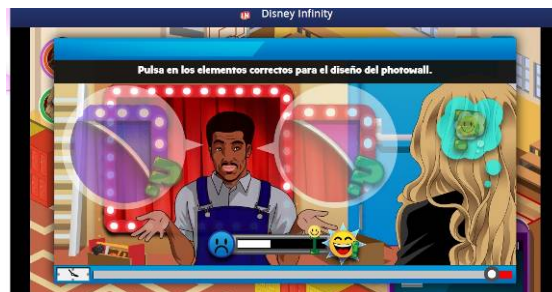 Disney Infinity
Pulsa en los elementos correctos para el diseño del photowall.